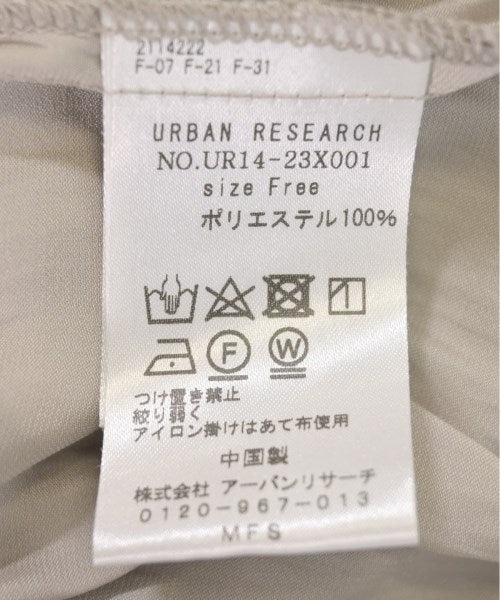 2114222
F-07 F-21 F-31
URBAN RESEARCH
NO.UR14-23X001
size Free
ポリエステル100%
F
W
つけ置き禁止
絞り弱く
アイロン掛けはあて布使用
中国製
株式会社 アーバンリサーチ
0120-967-013
MFS